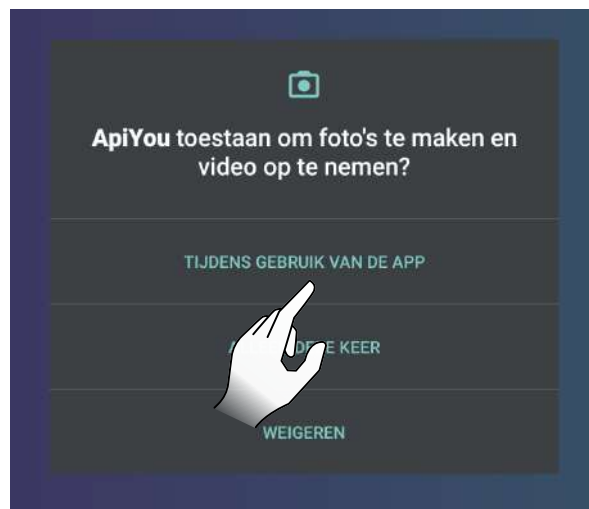 ApiYou toestaan om foto's te maken en
video op te nemen?
TIJDENS GEBRUIK VAN DE APP
KEER
WEIGEREN